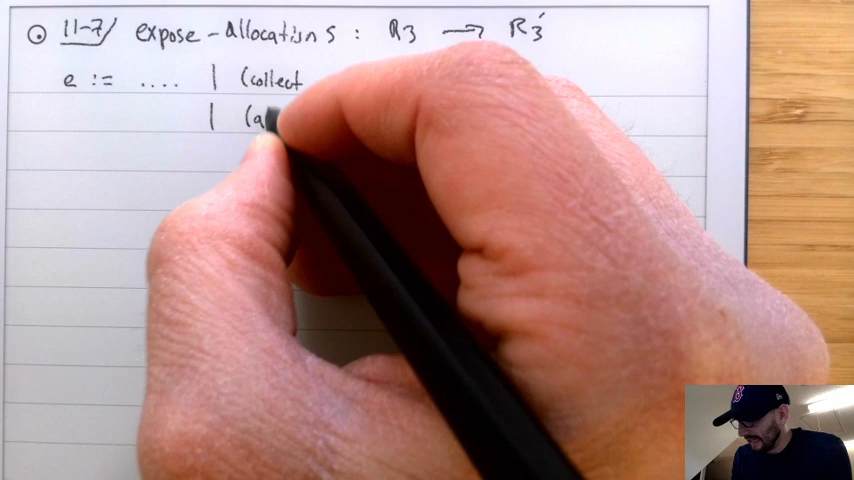 ⊙ 11-7/ expose-allocations : R3 → R3'
e := .... | (collect
| (a